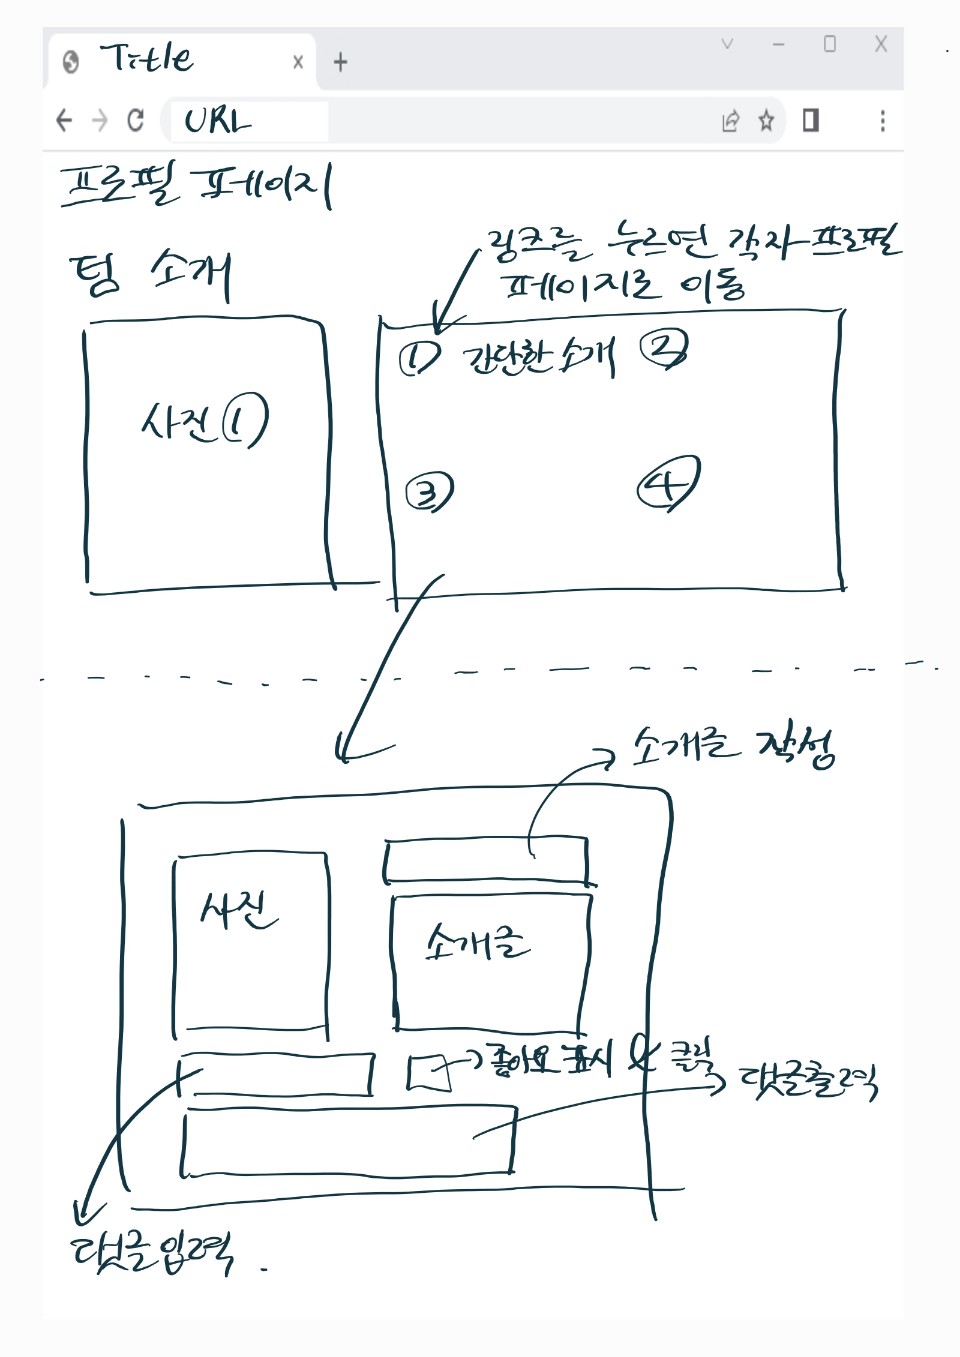 Title
URL
프로필 페이지
팀 소개
링크를 누르면 각자 프로필
페이지로 이동
사진 ①
① 간단한 소개 ②
③ ④
소개글 작성
사진
소개글
좋아요 표시 & 클릭
댓글출력
댓글입력.